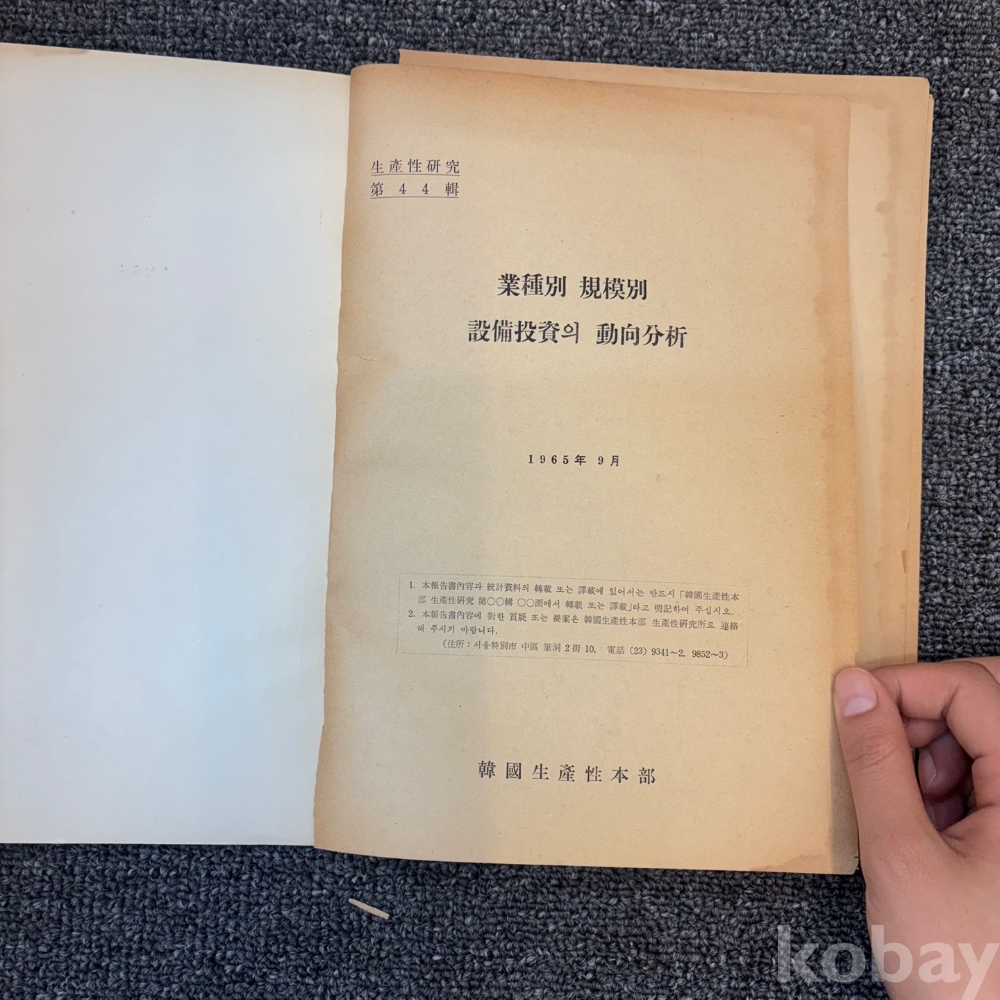 生產性硏究
第44輯
業種別 規模別
設備投資의 動向分析
1965年 9月
1. 本報告書內容과 統計資料의 轉載 또는 譯載에 있어서는 반드시 「韓國生產性本
部 生產性硏究 第○○輯 ○○面에서 轉載 또는 譯載」라고 明記하여 주십시오.
2. 本報告書內容에 對한 質疑 또는 提案은 韓國生產性本部 生產性硏究所로 連絡
해 주시기 바랍니다.
(住所 : 서울特別市 中區 筆洞 2街 10, 電話 (23) 9341~2, 9852~3)
韓國生產性本部
kobay